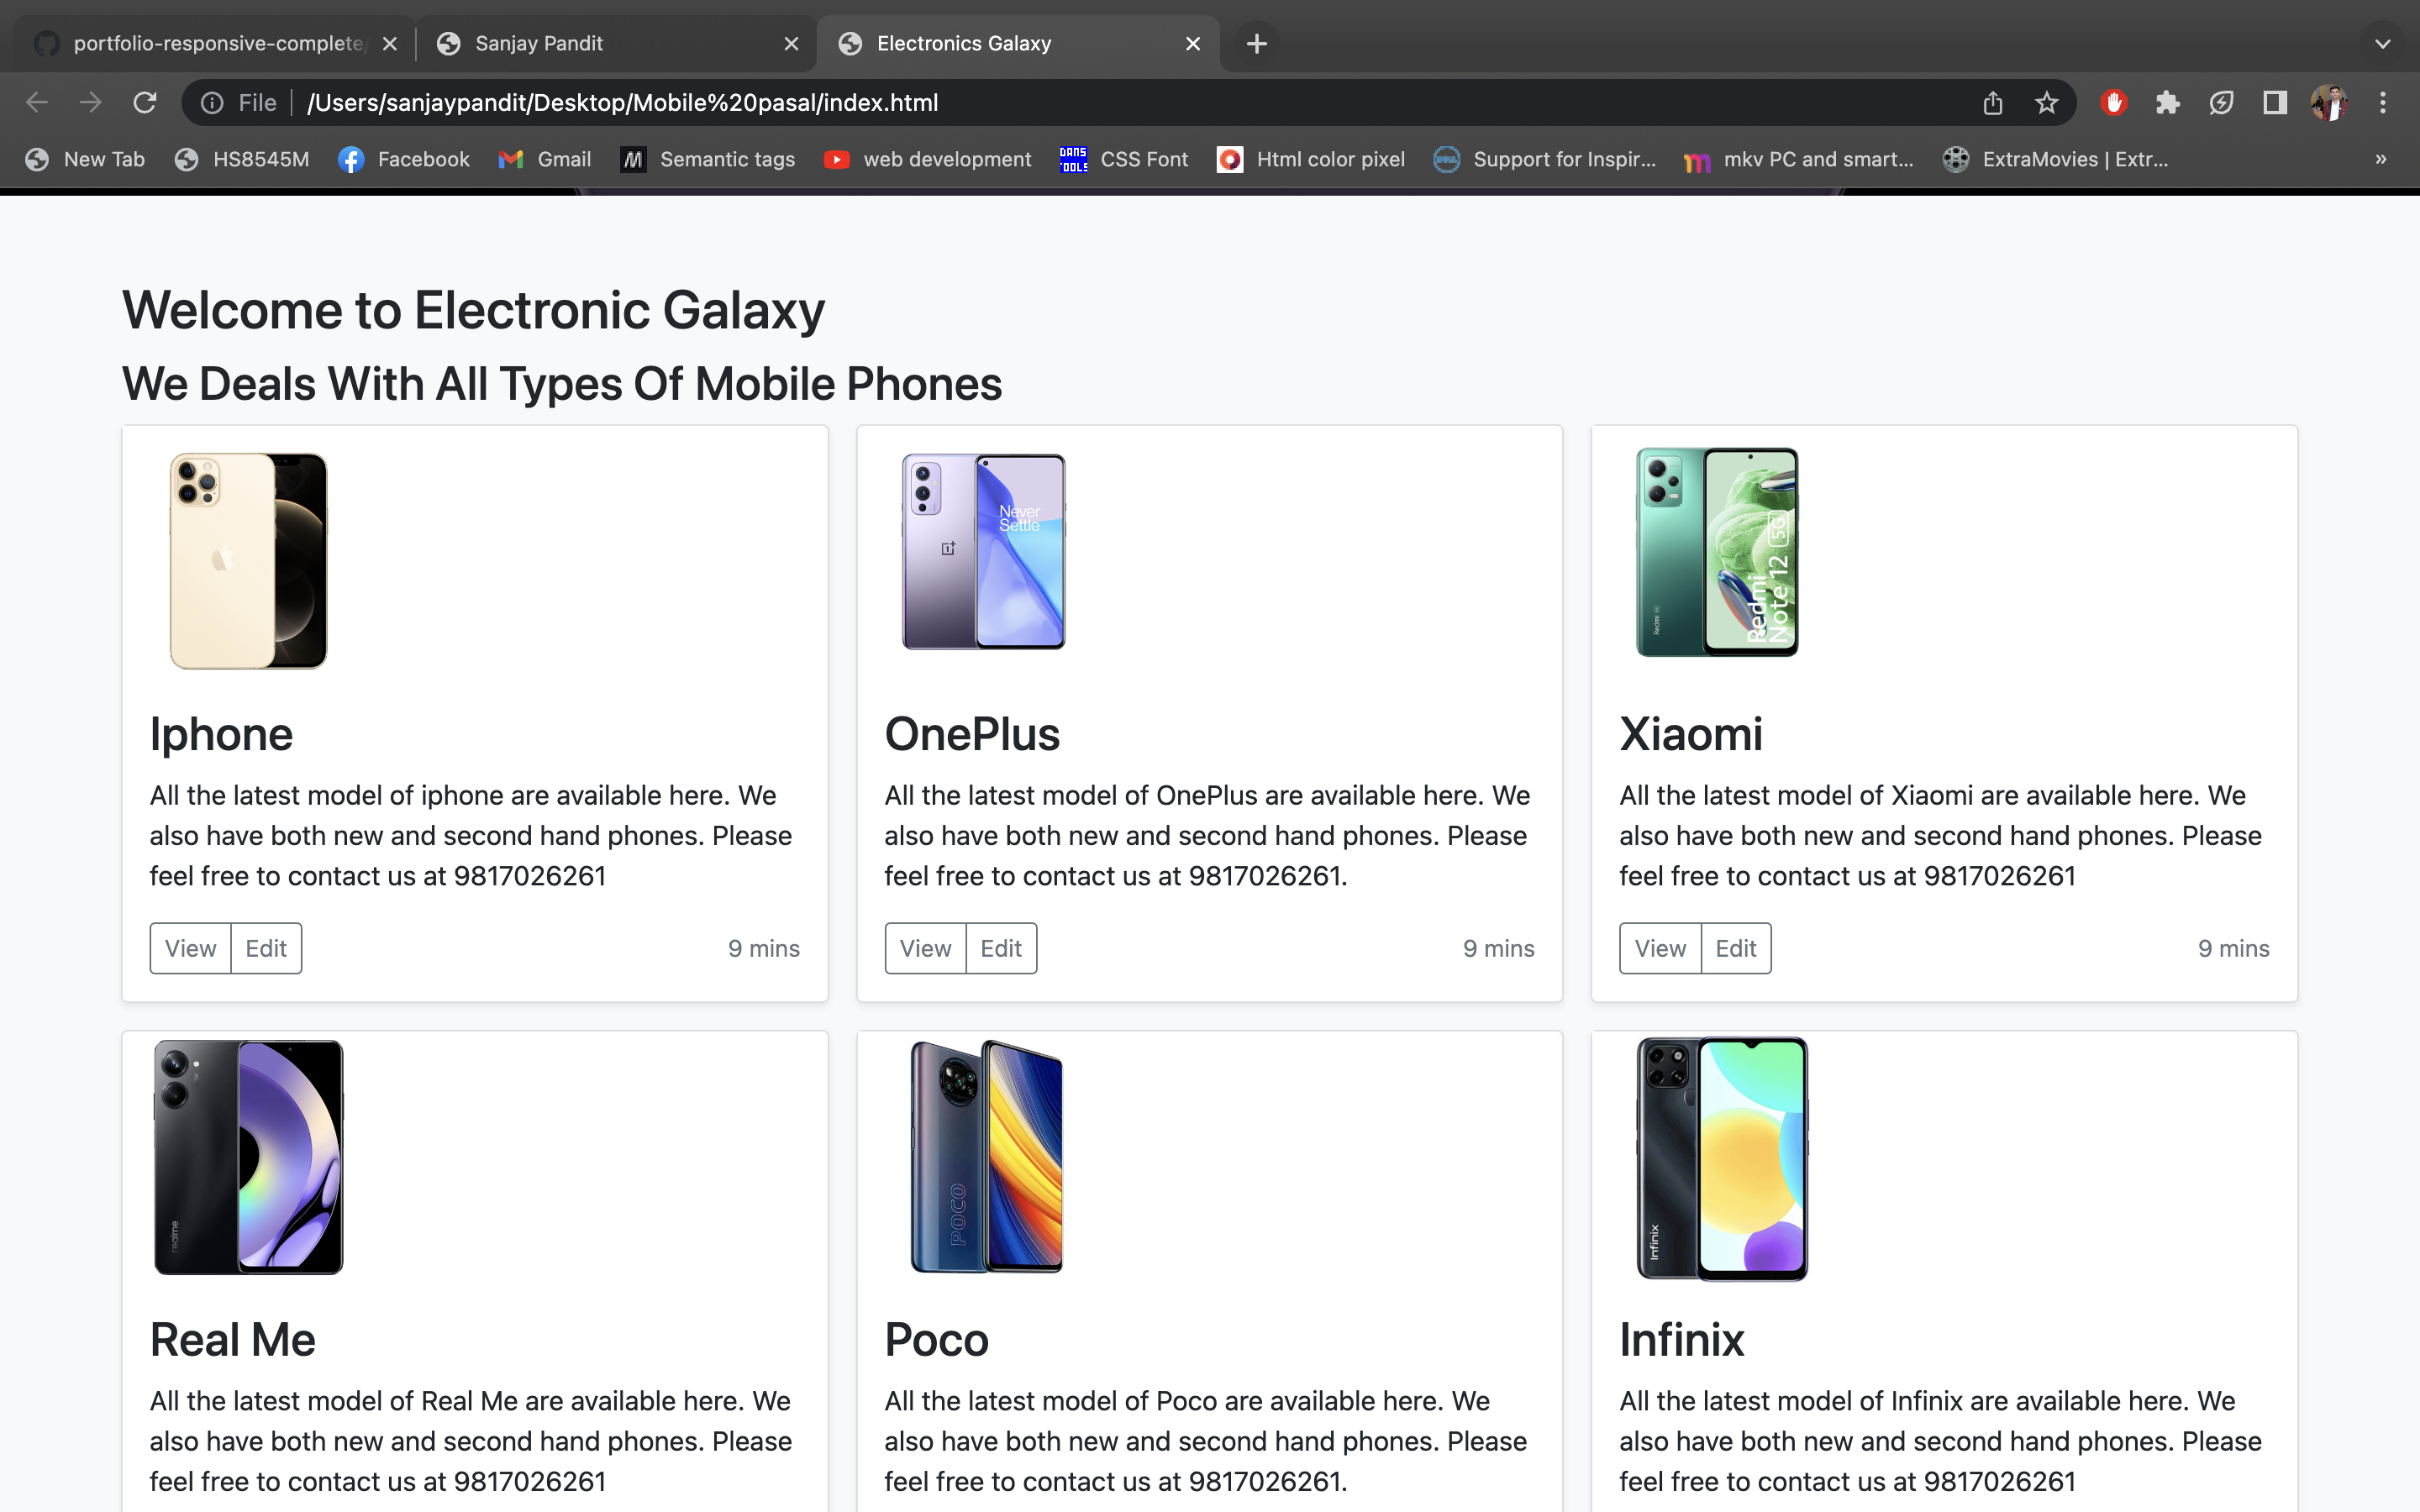 portfolio-responsive-complete/
Sanjay Pandit
Electronics Galaxy
File
/Users/sanjaypandit/Desktop/Mobile%20pasal/index.html
New Tab
HS8545M
Facebook
Gmail
Semantic tags
DANS TOOLS
CSS Font
web development
Html color pixel
DELL
Support for Inspir...
mkv PC and smart...
ExtraMovies | Extr...
»
Welcome to Electronic Galaxy
We Deals With All Types Of Mobile Phones
Never
Settle
Redmi
Note 12 5G
Redmi
Iphone
All the latest model of iphone are available here. We
also have both new and second hand phones. Please
feel free to contact us at 9817026261
View
Edit
9 mins
OnePlus
All the latest model of OnePlus are available here. We
also have both new and second hand phones. Please
feel free to contact us at 9817026261.
View
Edit
9 mins
Xiaomi
All the latest model of Xiaomi are available here. We
also have both new and second hand phones. Please
feel free to contact us at 9817026261
View
Edit
9 mins
realme
POCO
Infinix
Real Me
All the latest model of Real Me are available here. We
also have both new and second hand phones. Please
feel free to contact us at 9817026261
Poco
All the latest model of Poco are available here. We
also have both new and second hand phones. Please
feel free to contact us at 9817026261.
Infinix
All the latest model of Infinix are available here. We
also have both new and second hand phones. Please
feel free to contact us at 9817026261